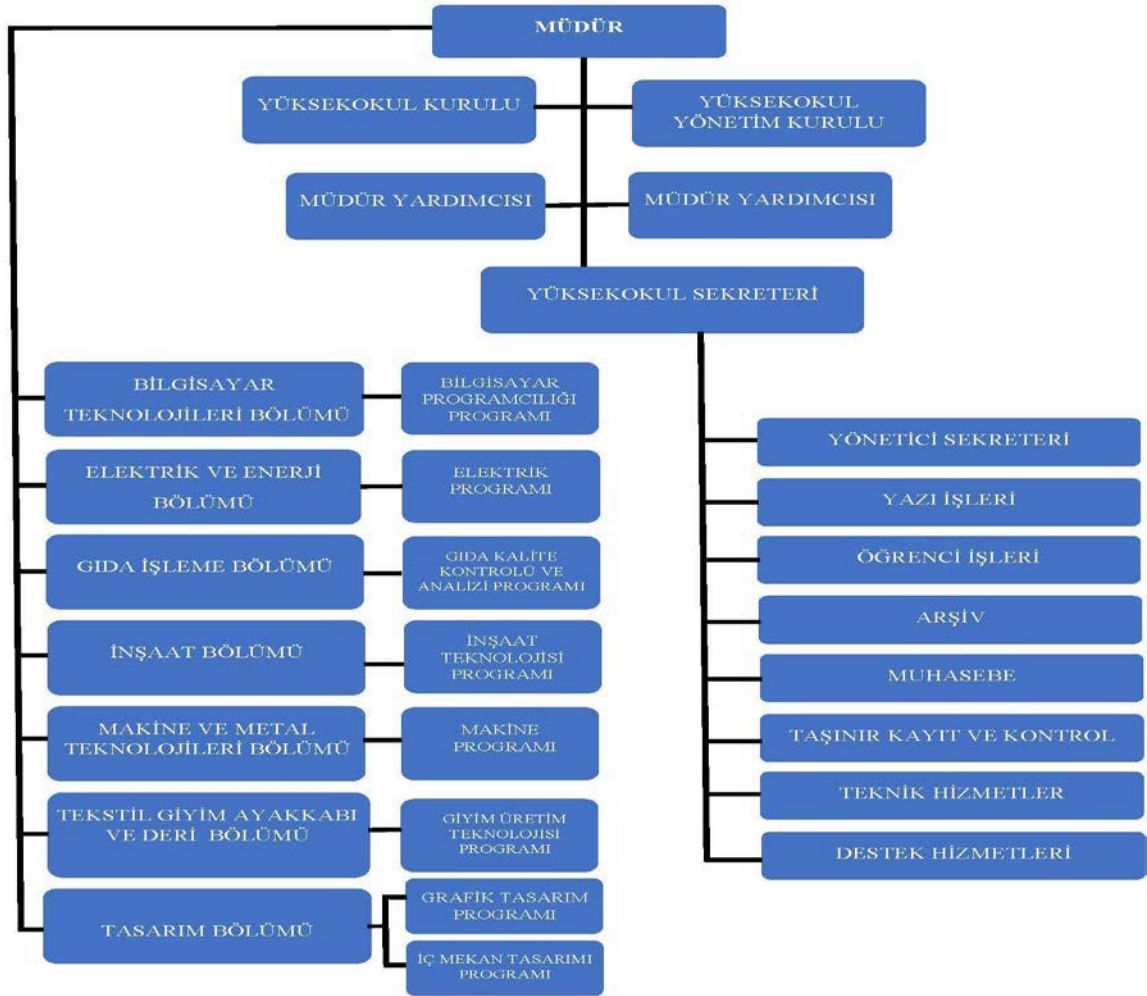 MÜDÜR
YÜKSEKOKUL KURULU
YÜKSEKOKUL
YÖNETİM KURULU
MÜDÜR YARDIMCISI
MÜDÜR YARDIMCISI
YÜKSEKOKUL SEKRETERİ
BİLGİSAYAR
TEKNOLOJİLERİ BÖLÜMÜ
BİLGİSAYAR
PROGRAMCILIĞI
PROGRAMI
ELEKTRİK VE ENERJİ
BÖLÜMÜ
ELEKTRİK
PROGRAMI
GIDA İŞLEME BÖLÜMÜ
GIDA KALİTE
KONTROLÜ VE
ANALİZİ PROGRAMI
İNŞAAT BÖLÜMÜ
İNŞAAT
TEKNOLOJİSİ
PROGRAMI
MAKİNE VE METAL
TEKNOLOJİLERİ BÖLÜMÜ
MAKİNE
PROGRAMI
TEKSTİL GİYİM AYAKKABI
VE DERİ BÖLÜMÜ
GİYİM ÜRETİM
TEKNOLOJİSİ
PROGRAMI
TASARIM BÖLÜMÜ
GRAFİK TASARIM
PROGRAMI
İÇ MEKAN TASARIMI
PROGRAMI
YÖNETİCİ SEKRETERİ
YAZI İŞLERİ
ÖĞRENCİ İŞLERİ
ARŞİV
MUHASEBE
TAŞINIR KAYIT VE KONTROL
TEKNİK HİZMETLER
DESTEK HİZMETLERİ